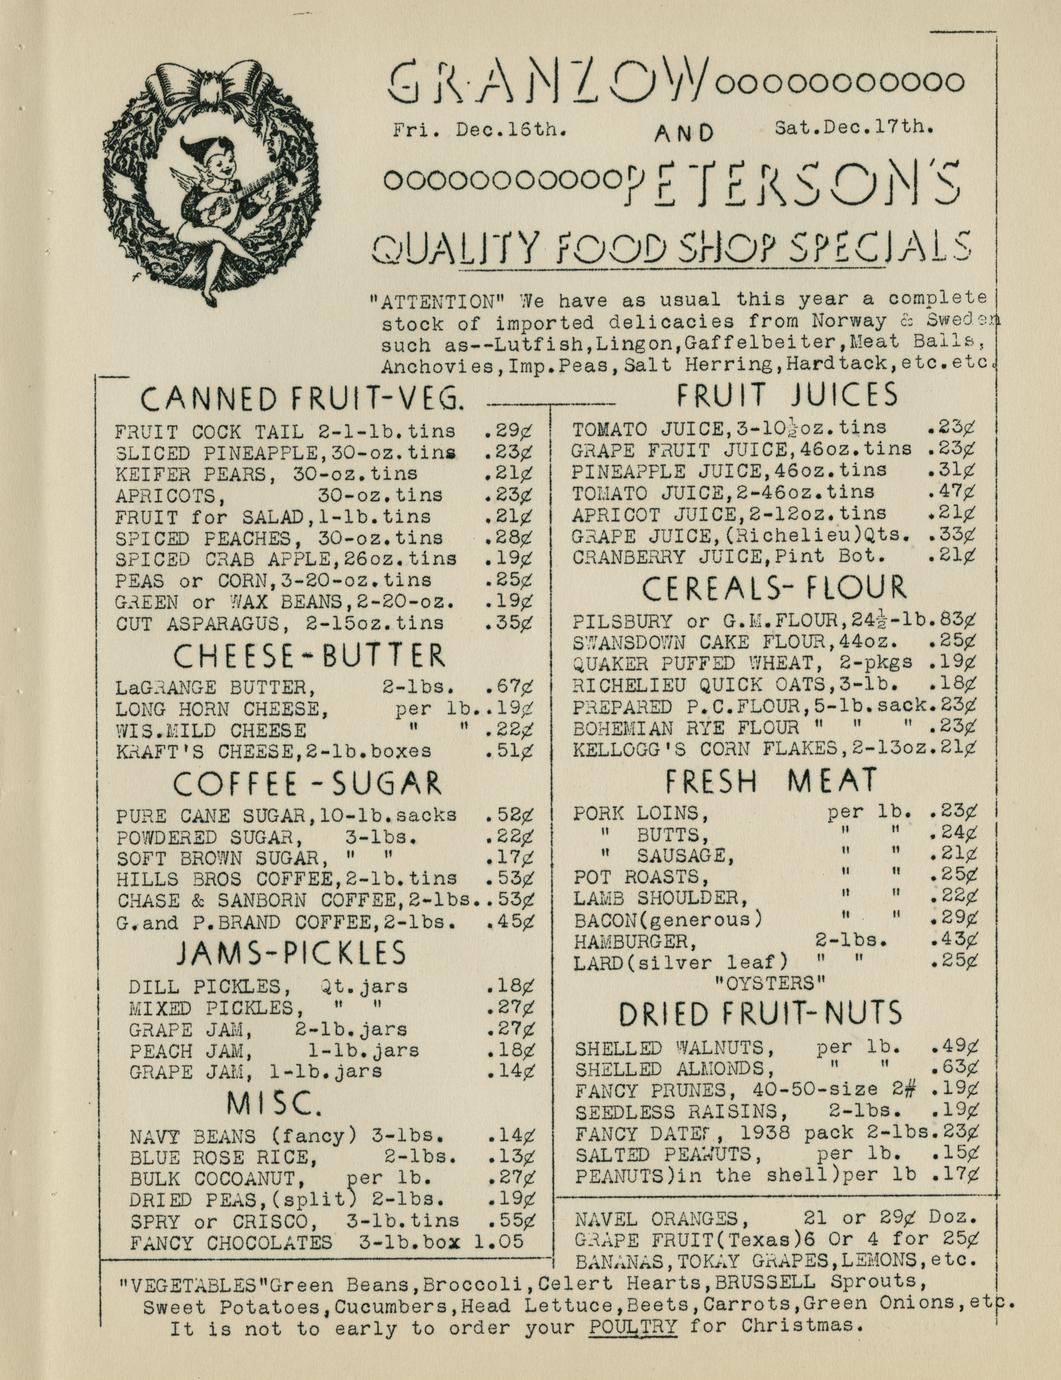 GRANZOWooooooooooo
Fri. Dec.16th. AND Sat.Dec.17th.
oooooooooooPETERSON'S
QUALITY FOOD SHOP SPECIALS
"ATTENTION" We have as usual this year a complete
stock of imported delicacies from Norway & Sweden
such as--Lutfish,Lingon,Gaffelbeiter,Meat Balls,
Anchovies,Imp.Peas,Salt Herring,Hardtack,etc.etc.
CANNED FRUIT-VEG.
FRUIT COCK TAIL 2-1-lb.tins .29¢
SLICED PINEAPPLE,30-oz.tins .23¢
KEIFER PEARS, 30-oz.tins .21¢
APRICOTS, 30-oz.tins .23¢
FRUIT for SALAD,1-lb.tins .21¢
SPICED PEACHES, 30-oz.tins .28¢
SPICED CRAB APPLE,26oz.tins .19¢
PEAS or CORN,3-20-oz.tins .25¢
GREEN or WAX BEANS,2-20-oz. .19¢
CUT ASPARAGUS, 2-15oz.tins .35¢
CHEESE-BUTTER
LaGRANGE BUTTER, 2-lbs. .67¢
LONG HORN CHEESE, per lb..19¢
WIS.MILD CHEESE " " .22¢
KRAFT'S CHEESE,2-lb.boxes .51¢
COFFEE-SUGAR
PURE CANE SUGAR,10-lb.sacks .52¢
POWDERED SUGAR, 3-lbs. .22¢
SOFT BROWN SUGAR, " " .17¢
HILLS BROS COFFEE,2-lb.tins .53¢
CHASE & SANBORN COFFEE,2-lbs..53¢
G.and P.BRAND COFFEE,2-lbs. .45¢
JAMS-PICKLES
DILL PICKLES, Qt.jars .18¢
MIXED PICKLES, " " .27¢
GRAPE JAM, 2-lb.jars .27¢
PEACH JAM, 1-lb.jars .18¢
GRAPE JAM, 1-lb.jars .14¢
MISC.
NAVY BEANS (fancy) 3-lbs. .14¢
BLUE ROSE RICE, 2-lbs. .13¢
BULK COCOANUT, per lb. .27¢
DRIED PEAS,(split) 2-lbs. .19¢
SPRY or CRISCO, 3-lb.tins .55¢
FANCY CHOCOLATES 3-lb.box 1.05
FRUIT JUICES
TOMATO JUICE,3-10½oz.tins .23¢
GRAPE FRUIT JUICE,46oz.tins .23¢
PINEAPPLE JUICE,46oz.tins .31¢
TOMATO JUICE,2-46oz.tins .47¢
APRICOT JUICE,2-12oz.tins .21¢
GRAPE JUICE,(Richelieu)Qts. .33¢
CRANBERRY JUICE,Pint Bot. .21¢
CEREALS-FLOUR
PILSBURY or G.M.FLOUR,24½-lb.83¢
SWANSDOWN CAKE FLOUR,44oz. .25¢
QUAKER PUFFED WHEAT, 2-pkgs .19¢
RICHELIEU QUICK OATS,3-lb. .18¢
PREPARED P.C.FLOUR,5-lb.sack.23¢
BOHEMIAN RYE FLOUR " " " .23¢
KELLOGG'S CORN FLAKES,2-13oz.21¢
FRESH MEAT
PORK LOINS, per lb. .23¢
" BUTTS, " " .24¢
" SAUSAGE, " " .21¢
POT ROASTS, " " .25¢
LAMB SHOULDER, " " .22¢
BACON(generous) " " .29¢
HAMBURGER, 2-lbs. .43¢
LARD(silver leaf) " " .25¢
"OYSTERS"
DRIED FRUIT-NUTS
SHELLED WALNUTS, per lb. .49¢
SHELLED ALMONDS, " " .63¢
FANCY PRUNES, 40-50-size 2# .19¢
SEEDLESS RAISINS, 2-lbs. .19¢
FANCY DATES, 1938 pack 2-lbs.23¢
SALTED PEANUTS, per lb. .15¢
PEANUTS)in the shell)per lb .17¢
NAVEL ORANGES, 21 or 29¢ Doz.
GRAPE FRUIT(Texas)6 Or 4 for 25¢
BANANAS,TOKAY GRAPES,LEMONS,etc.
"VEGETABLES"Green Beans,Broccoli,Celert Hearts,BRUSSELL Sprouts,
Sweet Potatoes,Cucumbers,Head Lettuce,Beets,Carrots,Green Onions,etc.
It is not to early to order your POULTRY for Christmas.